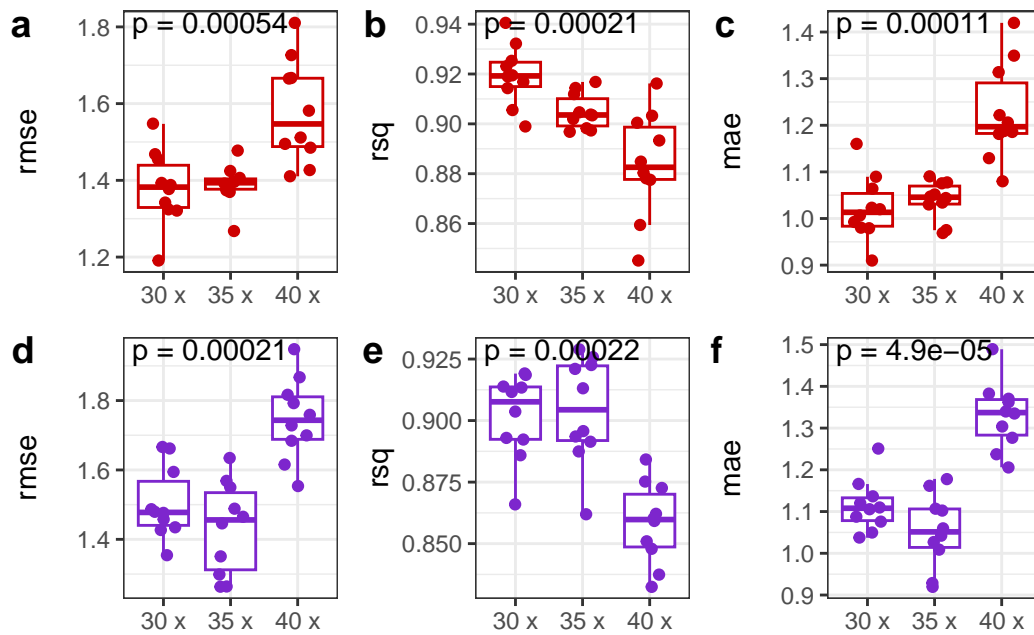 a
p = 0.00054
rmse
1.8
1.6
1.4
1.2
30 x 35 x 40 x
b
p = 0.00021
rsq
0.94
0.92
0.90
0.88
0.86
30 x 35 x 40 x
c
p = 0.00011
mae
1.4
1.3
1.2
1.1
1.0
0.9
30 x 35 x 40 x
d
p = 0.00021
rmse
1.8
1.6
1.4
30 x 35 x 40 x
e
p = 0.00022
rsq
0.925
0.900
0.875
0.850
30 x 35 x 40 x
f
p = 4.9e−05
mae
1.5
1.4
1.3
1.2
1.1
1.0
0.9
30 x 35 x 40 x